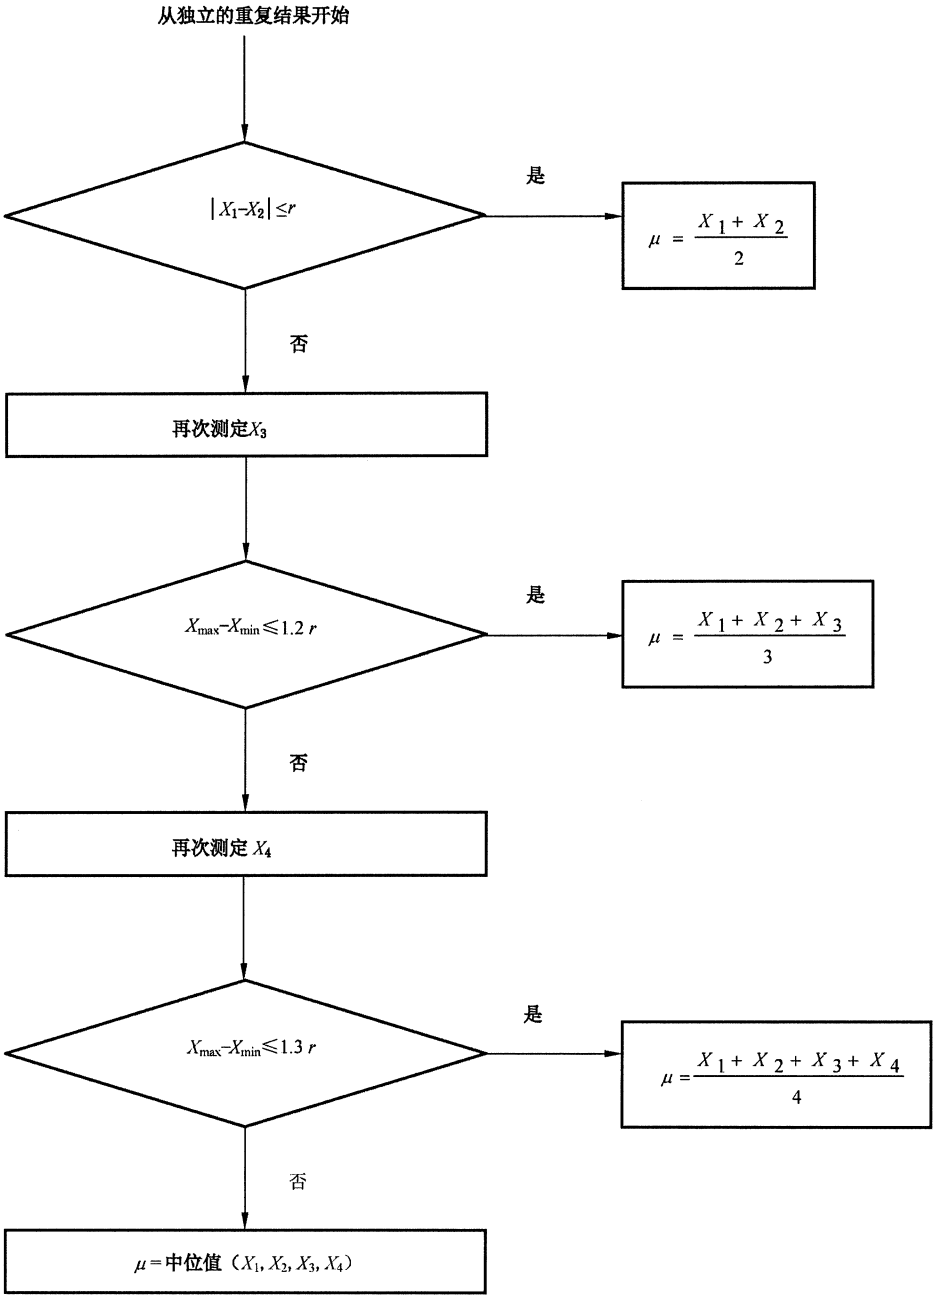 从独立的重复结果开始
|X₁–X₂|≤r
是
μ = (X₁ + X₂)/2
否
再次测定X₃
Xmax–Xmin≤1.2 r
是
μ = (X₁ + X₂ + X₃)/3
否
再次测定 X₄
Xmax–Xmin≤1.3 r
是
μ = (X₁ + X₂ + X₃ + X₄)/4
否
μ=中位值（X₁, X₂, X₃, X₄）